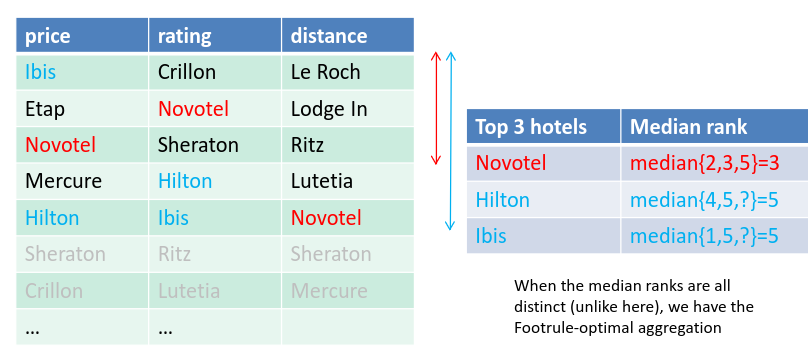 price rating distance
Ibis Crillon Le Roch
Etap Novotel Lodge In
Novotel Sheraton Ritz
Mercure Hilton Lutetia
Hilton Ibis Novotel
Sheraton Ritz Sheraton
Crillon Lutetia Mercure
... ...
Top 3 hotels Median rank
Novotel median{2,3,5}=3
Hilton median{4,5,?}=5
Ibis median{1,5,?}=5
When the median ranks are all
distinct (unlike here), we have the
Footrule-optimal aggregation